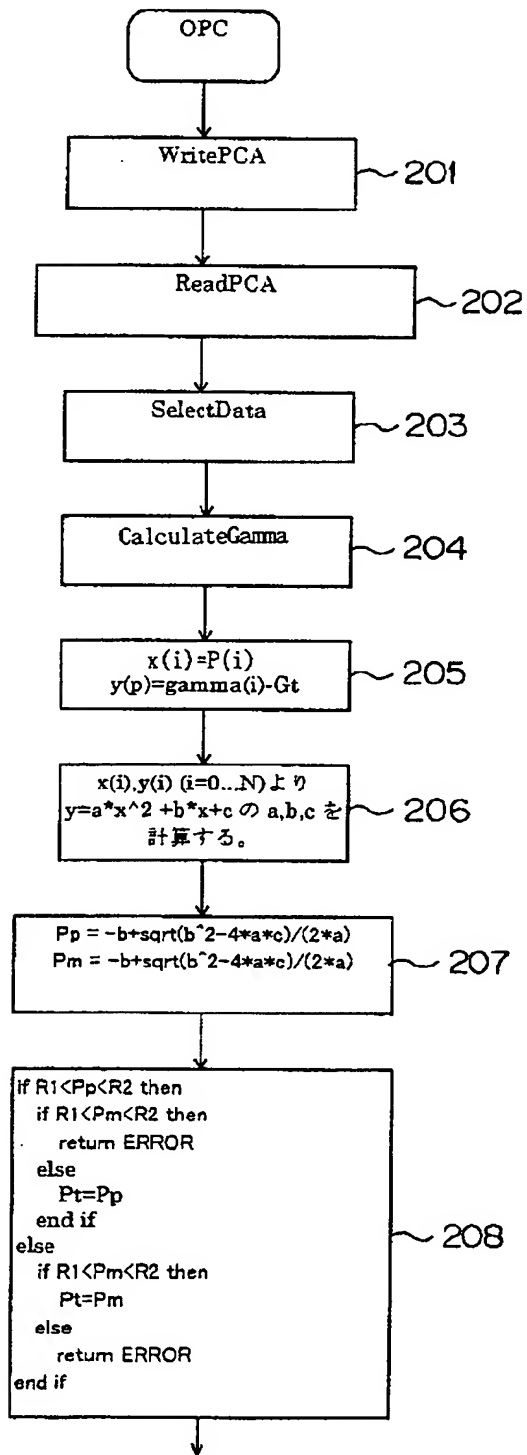 OPC
WritePCA
201
ReadPCA
202
SelectData
203
CalculateGamma
204
x(i)=P(i)
y(p)=gamma(i)-Gt
205
x(i),y(i) (i=0...N)より
y=a*x^2 +b*x+c の a,b,c を
計算する。
206
Pp = -b+sqrt(b^2-4*a*c)/(2*a)
Pm = -b+sqrt(b^2-4*a*c)/(2*a)
207
if R1<Pp<R2 then
if R1<Pm<R2 then
return ERROR
else
Pt=Pp
end if
else
if R1<Pm<R2 then
Pt=Pm
else
return ERROR
end if
208